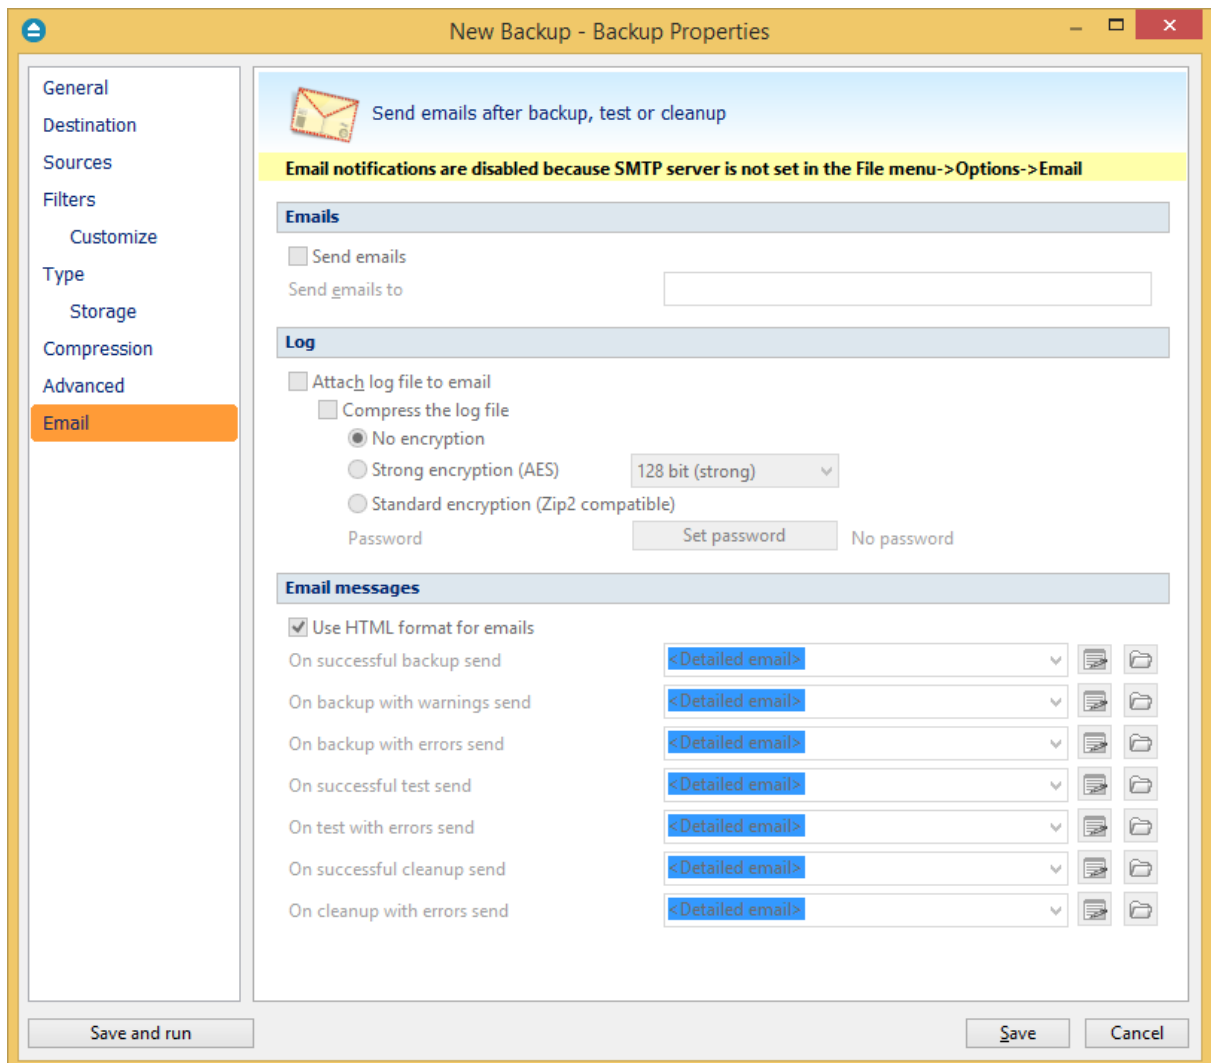 New Backup - Backup Properties
General
Destination
Sources
Filters
Customize
Type
Storage
Compression
Advanced
Email
Send emails after backup, test or cleanup
Email notifications are disabled because SMTP server is not set in the File menu->Options->Email
Emails
Send emails
Send emails to
Log
Attach log file to email
Compress the log file
No encryption
Strong encryption (AES) 128 bit (strong)
Standard encryption (Zip2 compatible)
Password Set password No password
Email messages
Use HTML format for emails
On successful backup send <Detailed email>
On backup with warnings send <Detailed email>
On backup with errors send <Detailed email>
On successful test send <Detailed email>
On test with errors send <Detailed email>
On successful cleanup send <Detailed email>
On cleanup with errors send <Detailed email>
Save and run Save Cancel